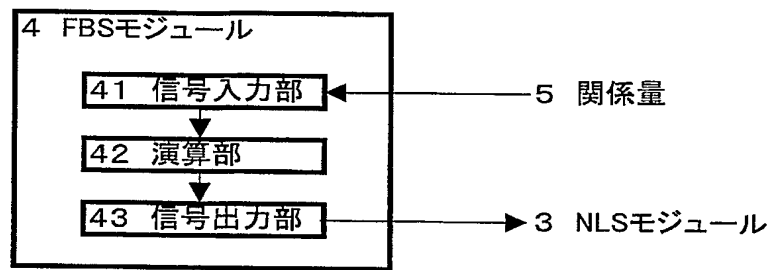 4 FBSモジュール
41 信号入力部
5 関係量
42 演算部
43 信号出力部
3 NLSモジュール